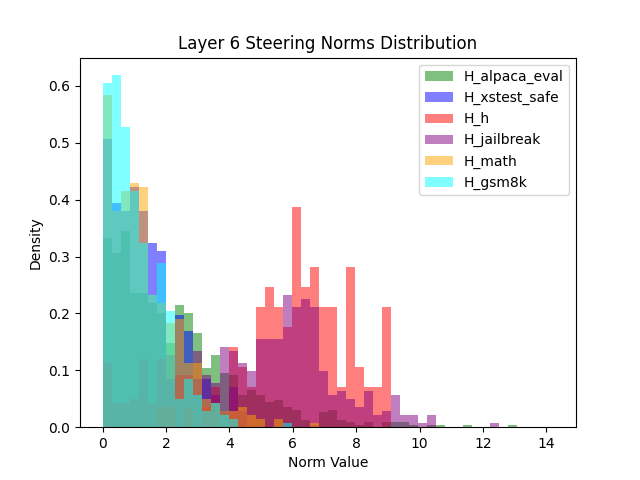 Layer 6 Steering Norms Distribution
H_alpaca_eval
H_xstest_safe
H_h
H_jailbreak
H_math
H_gsm8k
Density
0.6
0.5
0.4
0.3
0.2
0.1
0.0
0 2 4 6 8 10 12 14
Norm Value